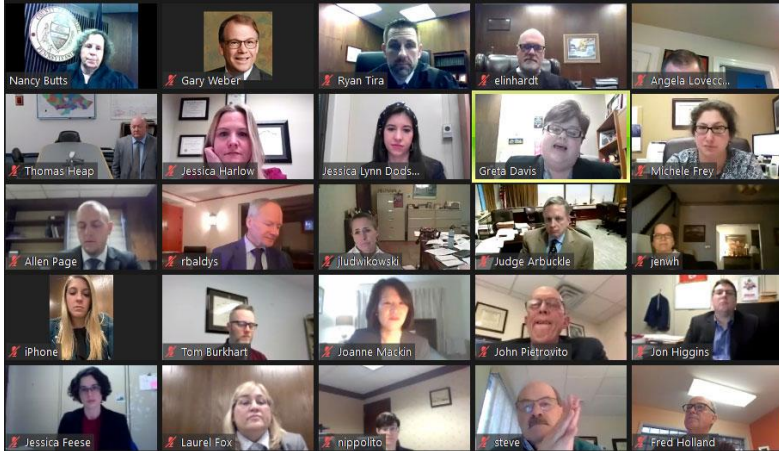 Nancy Butts
Gary Weber
Ryan Tira
elinhardt
Angela Lovecc...
Thomas Heap
Jessica Harlow
Jessica Lynn Dods...
Greta Davis
Michele Frey
Allen Page
rbaldys
jludwikowski
Judge Arbuckle
jenwh
iPhone
Tom Burkhart
Joanne Mackin
John Pietrovito
Jon Higgins
Jessica Feese
Laurel Fox
nippolito
steve
Fred Holland